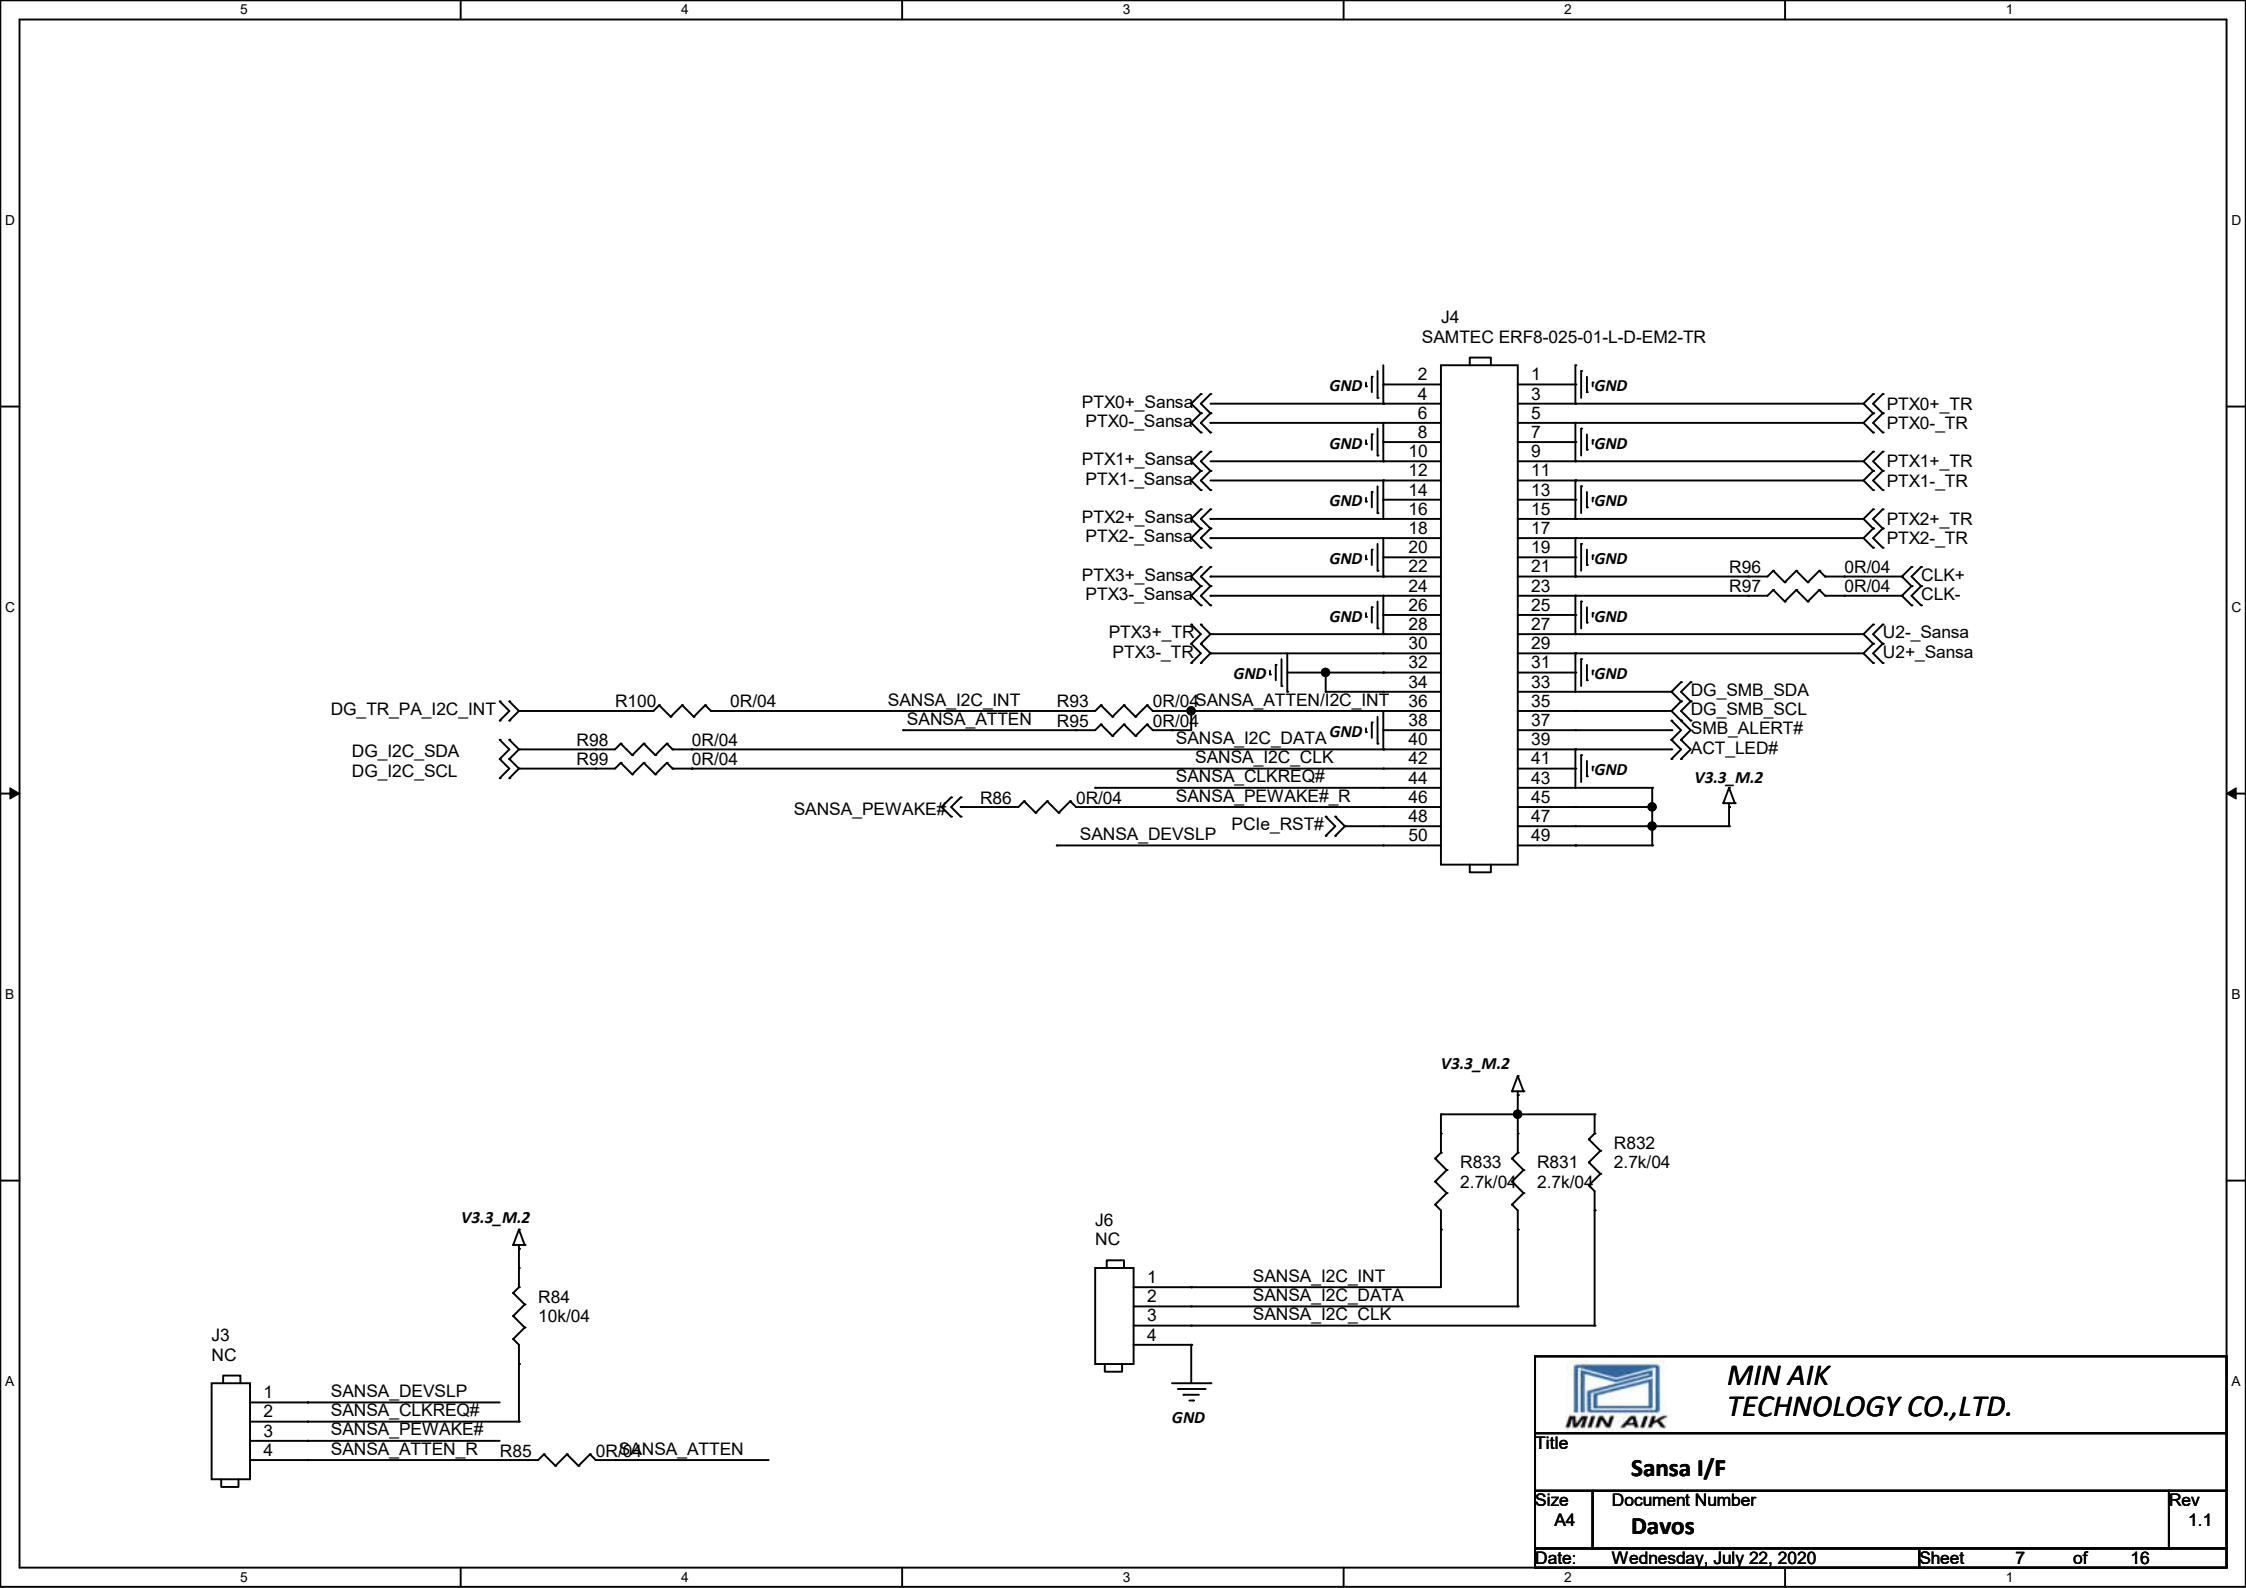 5 4 3 2 1
D D
C C
B B
A A
J4
SAMTEC ERF8-025-01-L-D-EM2-TR
GND 2 1 GND
PTX0+_Sansa 4 3 PTX0+_TR
PTX0-_Sansa 6 5 PTX0-_TR
GND 8 7 GND
PTX1+_Sansa 10 9 PTX1+_TR
PTX1-_Sansa 12 11 PTX1-_TR
GND 14 13 GND
PTX2+_Sansa 16 15 PTX2+_TR
PTX2-_Sansa 18 17 PTX2-_TR
GND 20 19 GND
PTX3+_Sansa 22 21 R96 0R/04 CLK+
PTX3-_Sansa 24 23 R97 0R/04 CLK-
GND 26 25 GND
PTX3+_TR 28 27 U2-_Sansa
PTX3-_TR 30 29 U2+_Sansa
GND 32 31 GND
34 33 DG_SMB_SDA
DG_TR_PA_I2C_INT R100 0R/04 SANSA_I2C_INT R93 0R/04 SANSA_ATTEN/I2C_INT 36 35 DG_SMB_SCL
SANSA_ATTEN R95 0R/04 GND 38 37 SMB_ALERT#
DG_I2C_SDA R98 0R/04 SANSA_I2C_DATA 40 39 ACT_LED#
DG_I2C_SCL R99 0R/04 SANSA_I2C_CLK 42 41 GND
SANSA_CLKREQ# 44 43 V3.3_M.2
SANSA_PEWAKE# R86 0R/04 SANSA_PEWAKE#_R 46 45
PCIe_RST# 48 47
SANSA_DEVSLP 50 49
V3.3_M.2
R833
2.7k/04
R831
2.7k/04
R832
2.7k/04
J6
NC
1 SANSA_I2C_INT
2 SANSA_I2C_DATA
3 SANSA_I2C_CLK
4
GND
V3.3_M.2
R84
10k/04
J3
NC
1 SANSA_DEVSLP
2 SANSA_CLKREQ#
3 SANSA_PEWAKE#
4 SANSA_ATTEN_R R85 0R/04 SANSA_ATTEN
MIN AIK
MIN AIK
TECHNOLOGY CO.,LTD.
Title
Sansa I/F
Size Document Number Rev
A4 Davos 1.1
Date: Wednesday, July 22, 2020 Sheet 7 of 16
5 4 3 2 1